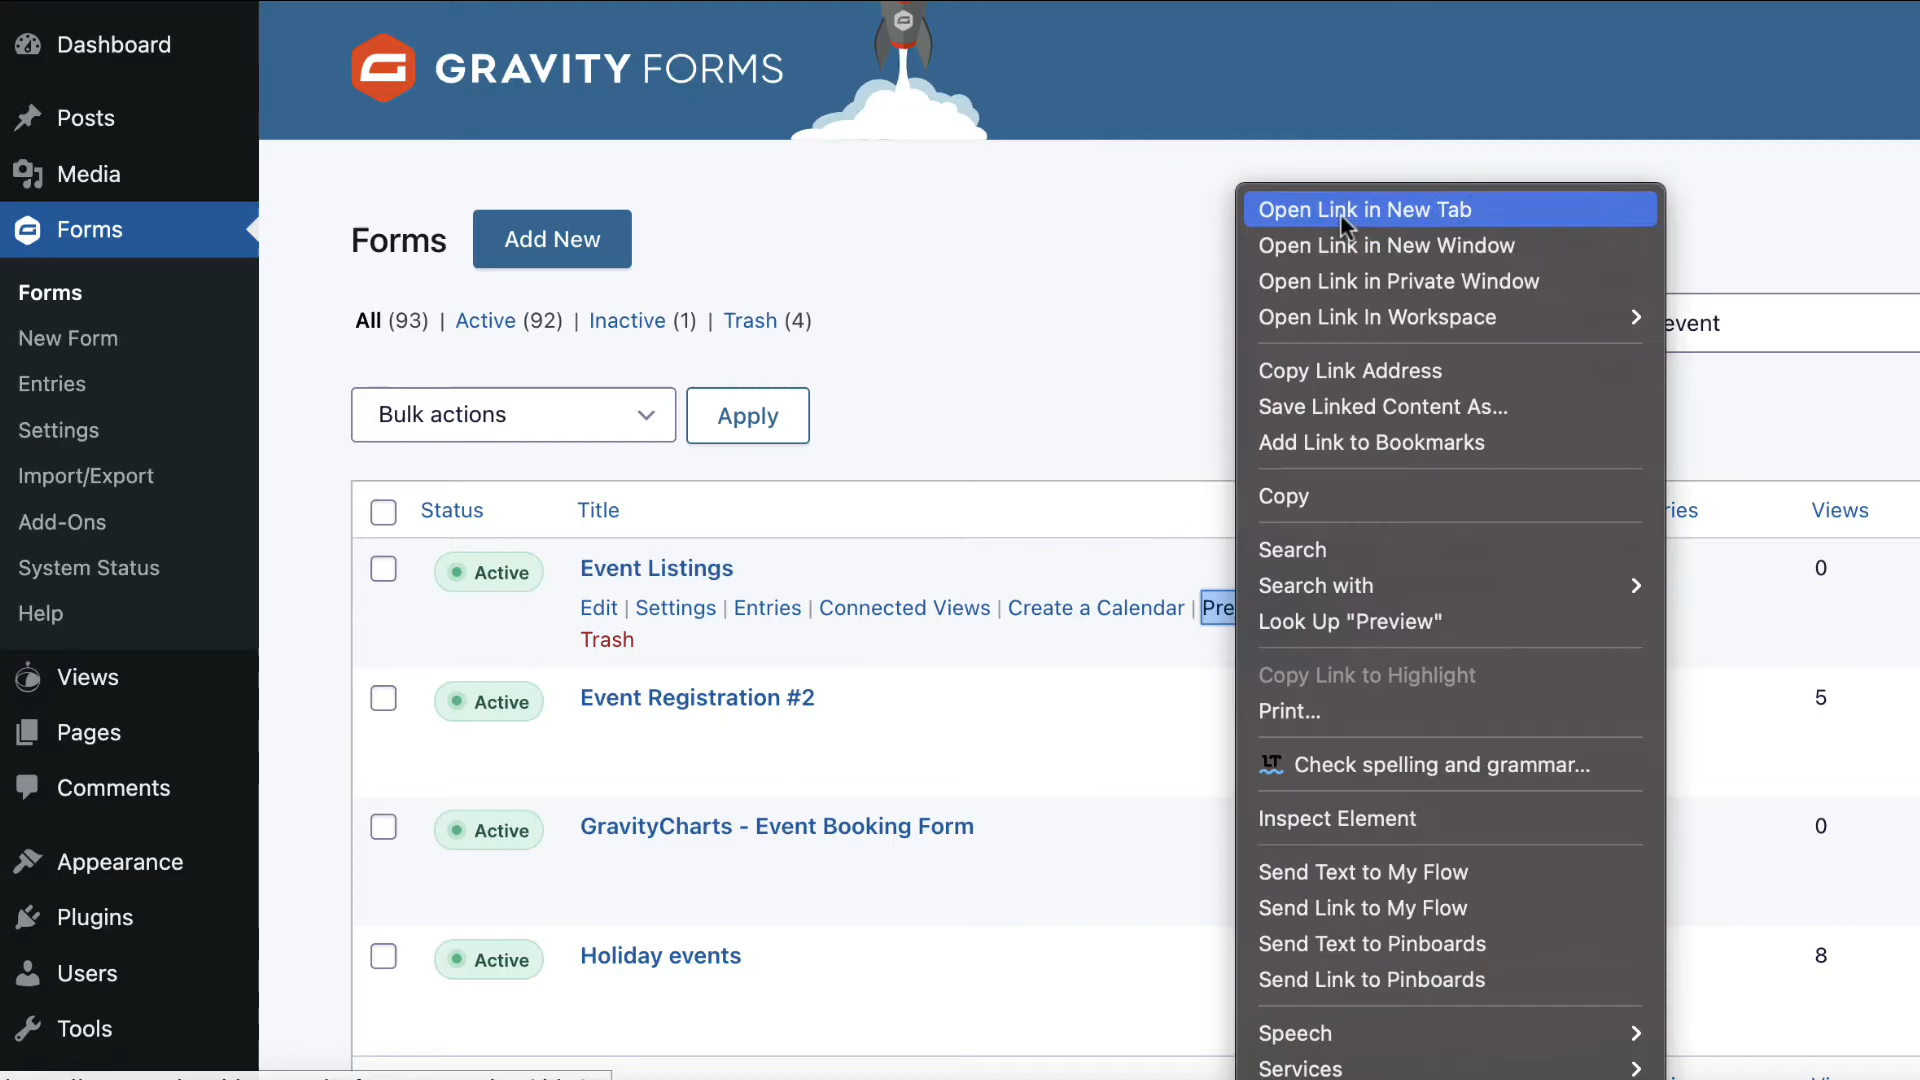 Dashboard
Posts
Media
Forms
Forms
New Form
Entries
Settings
Import/Export
Add-Ons
System Status
Help
Views
Pages
Comments
Appearance
Plugins
Users
Tools
GRAVITY FORMS
Forms
Add New
All (93) | Active (92) | Inactive (1) | Trash (4)
event
Bulk actions
Apply
Status Title Views
Active Event Listings 0
Edit | Settings | Entries | Connected Views | Create a Calendar | Pre
Trash
Active Event Registration #2 5
Active GravityCharts - Event Booking Form 0
Active Holiday events 8
Open Link in New Tab
Open Link in New Window
Open Link in Private Window
Open Link In Workspace
Copy Link Address
Save Linked Content As...
Add Link to Bookmarks
Copy
Search
Search with
Look Up "Preview"
Copy Link to Highlight
Print...
LT Check spelling and grammar...
Inspect Element
Send Text to My Flow
Send Link to My Flow
Send Text to Pinboards
Send Link to Pinboards
Speech
Services